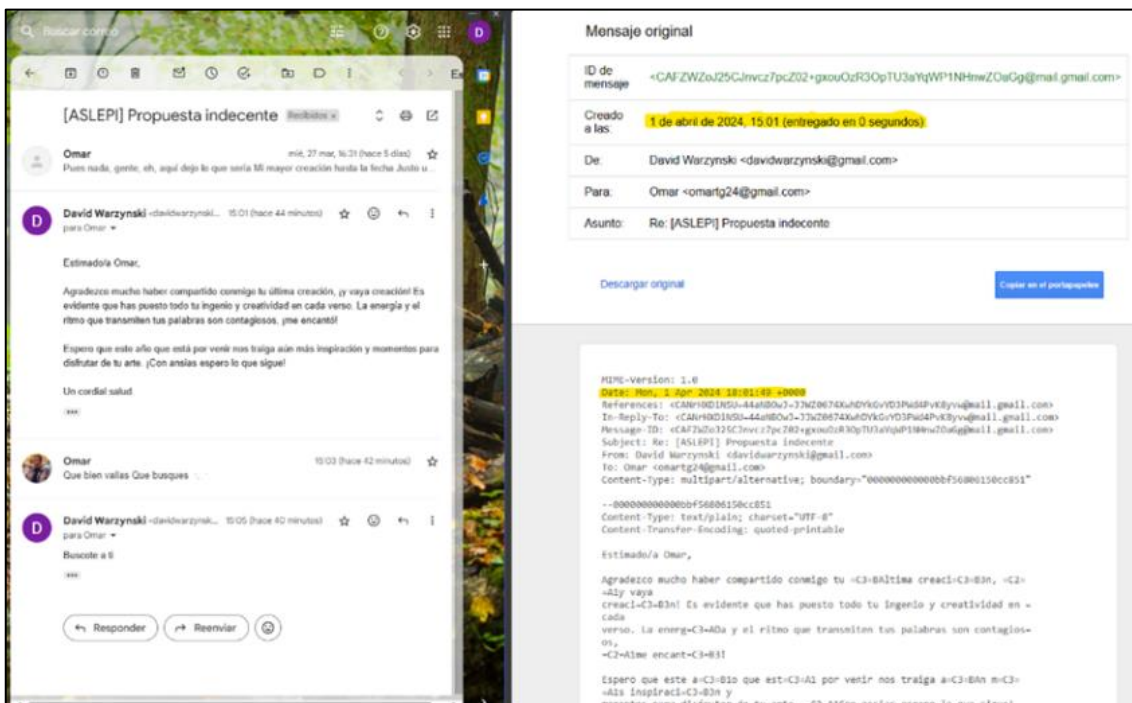 Buscar correo
D
[ASLEPI] Propuesta indecente Recibidos x
Omar mié, 27 mar, 16:31 (hace 5 días)
Pues nada, gente, eh, aquí dejo lo que sería Mi mayor creación hasta la fecha Justo u...
D
David Warzynski <davidwarzynski... 15:01 (hace 44 minutos)
para Omar
Estimado/a Omar,
Agradezco mucho haber compartido conmigo tu última creación, ¡y vaya creación! Es
evidente que has puesto todo tu ingenio y creatividad en cada verso. La energía y el
ritmo que transmiten tus palabras son contagiosos, ¡me encantó!
Espero que este año que está por venir nos traiga aún más inspiración y momentos para
disfrutar de tu arte. ¡Con ansias espero lo que sigue!
Un cordial salud
Omar 15:03 (hace 42 minutos)
Que bien vallas Que busques
D
David Warzynski <davidwarzynsk... 15:05 (hace 40 minutos)
para Omar
Buscote a ti
Responder
Reenviar
Mensaje original
ID de
mensaje
Creado
a las:
1 de abril de 2024, 15:01 (entregado en 0 segundos)
De: David Warzynski <davidwarzynski@gmail.com>
Para: Omar <omartg24@gmail.com>
Asunto: Re: [ASLEPI] Propuesta indecente
Descargar original
Copiar en el portapapeles
MIME-Version: 1.0
Date: Mon, 1 Apr 2024 18:01:49 +0000
References:
In-Reply-To:
Message-ID:
Subject: Re: [ASLEPI] Propuesta indecente
From: David Warzynski <davidwarzynski@gmail.com>
To: Omar <omartg24@gmail.com>
Content-Type: multipart/alternative; boundary=
Content-Type: text/plain; charset="UTF-8"
Content-Transfer-Encoding: quoted-printable
Estimado/a Omar,
Agradezco mucho haber compartido conmigo tu =C3=BAltima creaci=C3=B3n, =C2=
=A1y vaya
creaci=C3=B3n! Es evidente que has puesto todo tu ingenio y creatividad en =
cada
verso. La energ=C3=ADa y el ritmo que transmiten tus palabras son contagios=
os,
=C2=A1me encant=C3=B3!
Espero que este a=C3=B1o que est=C3=A1 por venir nos traiga a=C3=BAn m=C3=
=A1s inspiraci=C3=B3n y